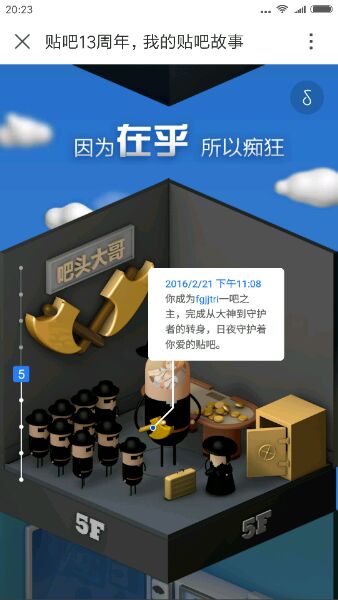 20:23
贴吧13周年，我的贴吧故事
因为在乎 所以痴狂
吧头大哥
2016/2/21 下午11:08
你成为fgjjtri一吧之
主，完成从大神到守护
者的转身，日夜守护着
你爱的贴吧。
5
5F
5F